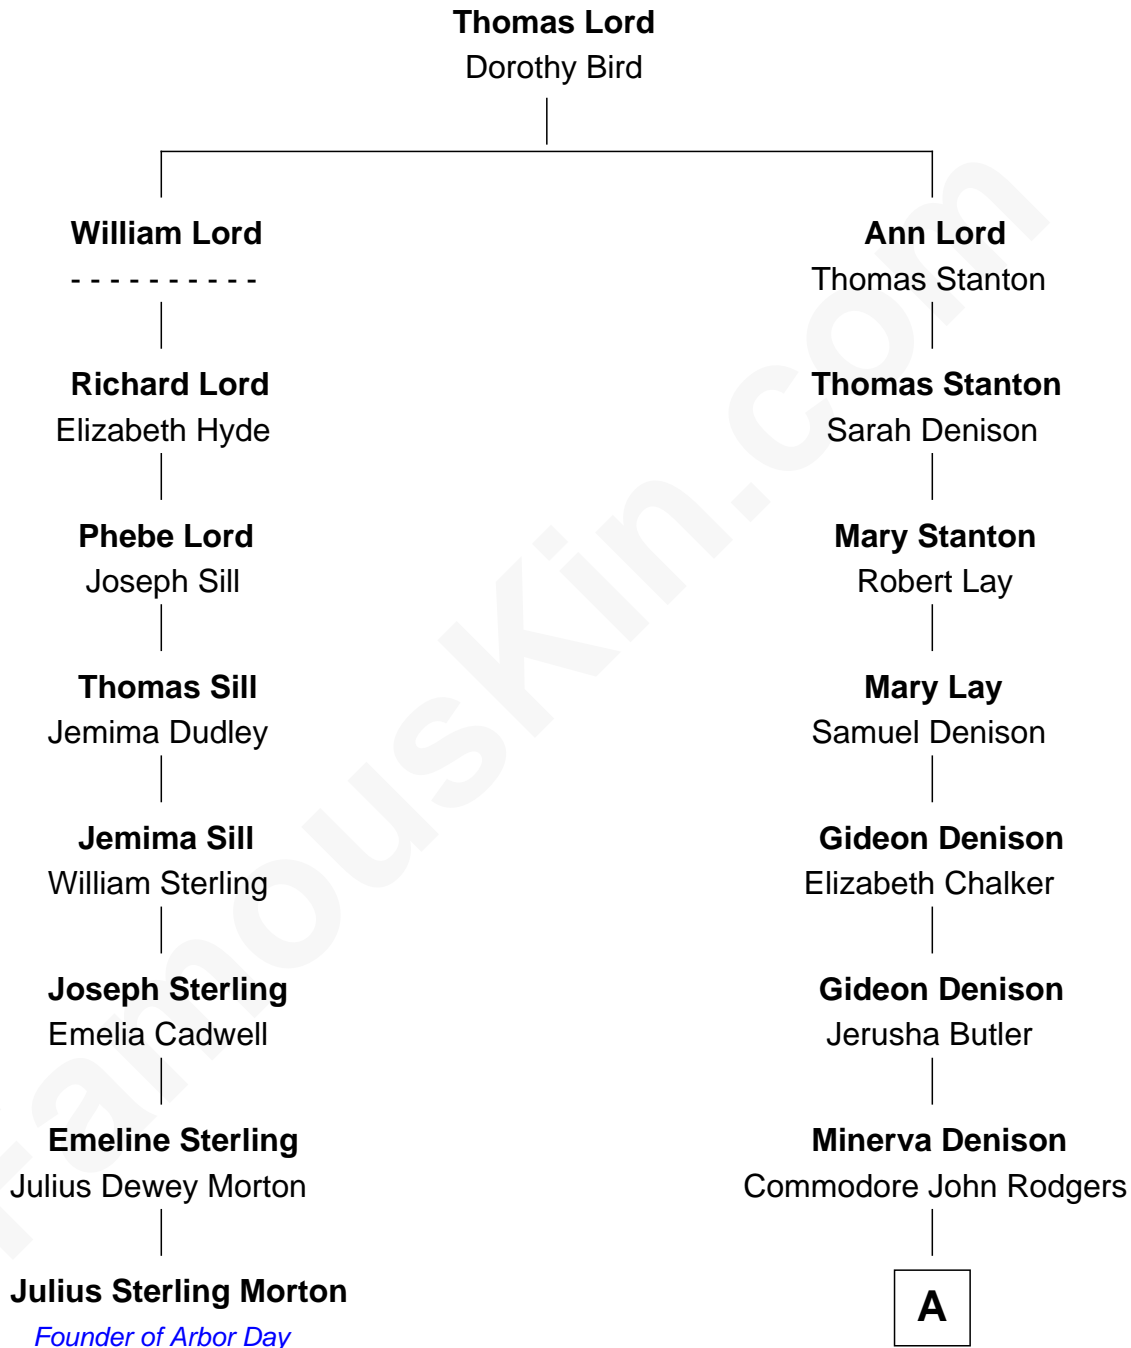 Thomas Lord
Dorothy Bird
William Lord
- - - - - - - - - -
Ann Lord
Thomas Stanton
Richard Lord
Elizabeth Hyde
Thomas Stanton
Sarah Denison
Phebe Lord
Joseph Sill
Mary Stanton
Robert Lay
Thomas Sill
Jemima Dudley
Mary Lay
Samuel Denison
Jemima Sill
William Sterling
Gideon Denison
Elizabeth Chalker
Joseph Sterling
Emelia Cadwell
Gideon Denison
Jerusha Butler
Emeline Sterling
Julius Dewey Morton
Minerva Denison
Commodore John Rodgers
Julius Sterling Morton
Founder of Arbor Day
A
FamousKin.com